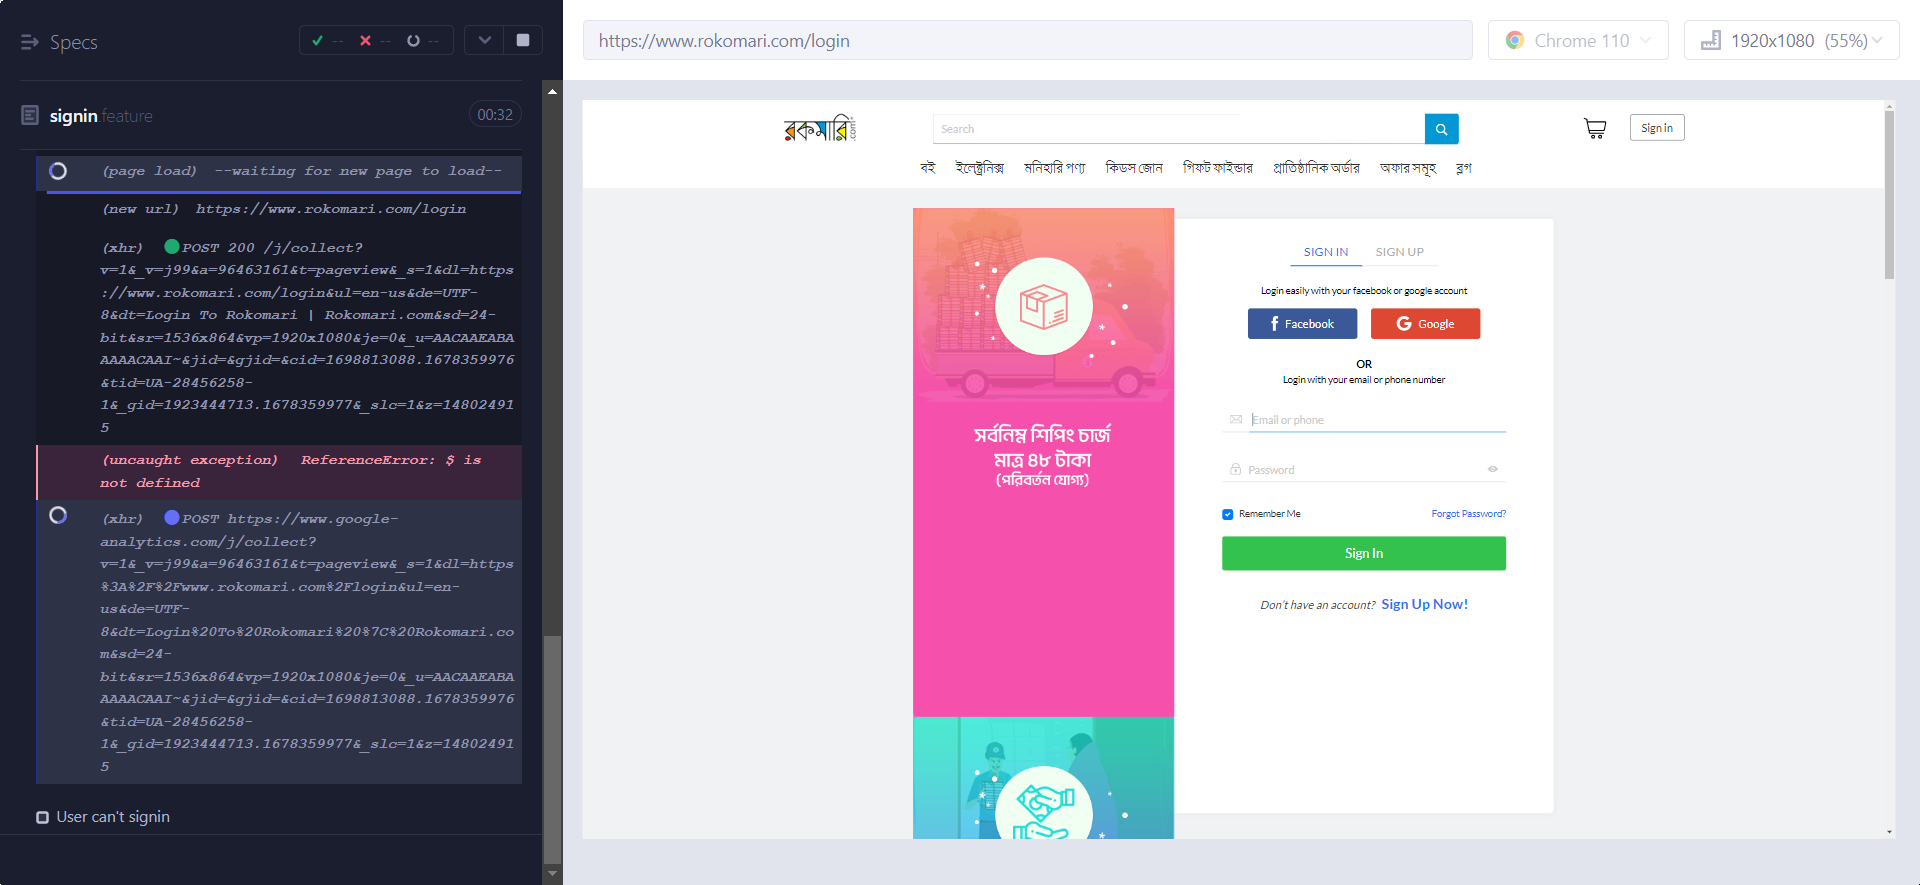 Specs
-- -- --
signin.feature
00:32
(page load) --waiting for new page to load--
(new url) https://www.rokomari.com/login
(xhr) POST 200 /j/collect?
v=1&_v=j99&a=96463161&t=pageview&_s=1&dl=https
://www.rokomari.com/login&ul=en-us&de=UTF-
8&dt=Login To Rokomari | Rokomari.com&sd=24-
bit&sr=1536x864&vp=1920x1080&je=0&_u=AACAAEABA
AAAACAAI~&jid=&gjid=&cid=1698813088.1678359976
&tid=UA-28456258-
1&_gid=1923444713.1678359977&_slc=1&z=14802491
5
(uncaught exception) ReferenceError: $ is
not defined
(xhr) POST https://www.google-
analytics.com/j/collect?
v=1&_v=j99&a=96463161&t=pageview&_s=1&dl=https
%3A%2F%2Fwww.rokomari.com%2Flogin&ul=en-
us&de=UTF-
8&dt=Login%20To%20Rokomari%20%7C%20Rokomari.co
m&sd=24-
bit&sr=1536x864&vp=1920x1080&je=0&_u=AACAAEABA
AAAACAAI~&jid=&gjid=&cid=1698813088.1678359976
&tid=UA-28456258-
1&_gid=1923444713.1678359977&_slc=1&z=14802491
5
User can't signin
https://www.rokomari.com/login
Chrome 110
1920x1080 (55%)
রকমারি.com
Search
Sign in
বই ইলেক্ট্রনিক্স মনিহারি পণ্য কিডস জোন গিফট ফাইন্ডার প্রাতিষ্ঠানিক অর্ডার অফার সমূহ ব্লগ
সর্বনিম্ন শিপিং চার্জ
মাত্র ৪৮ টাকা
(পরিবর্তন যোগ্য)
SIGN IN SIGN UP
Login easily with your facebook or google account
Facebook Google
OR
Login with your email or phone number
Email or phone
Password
Remember Me Forgot Password?
Sign In
Don't have an account? Sign Up Now!